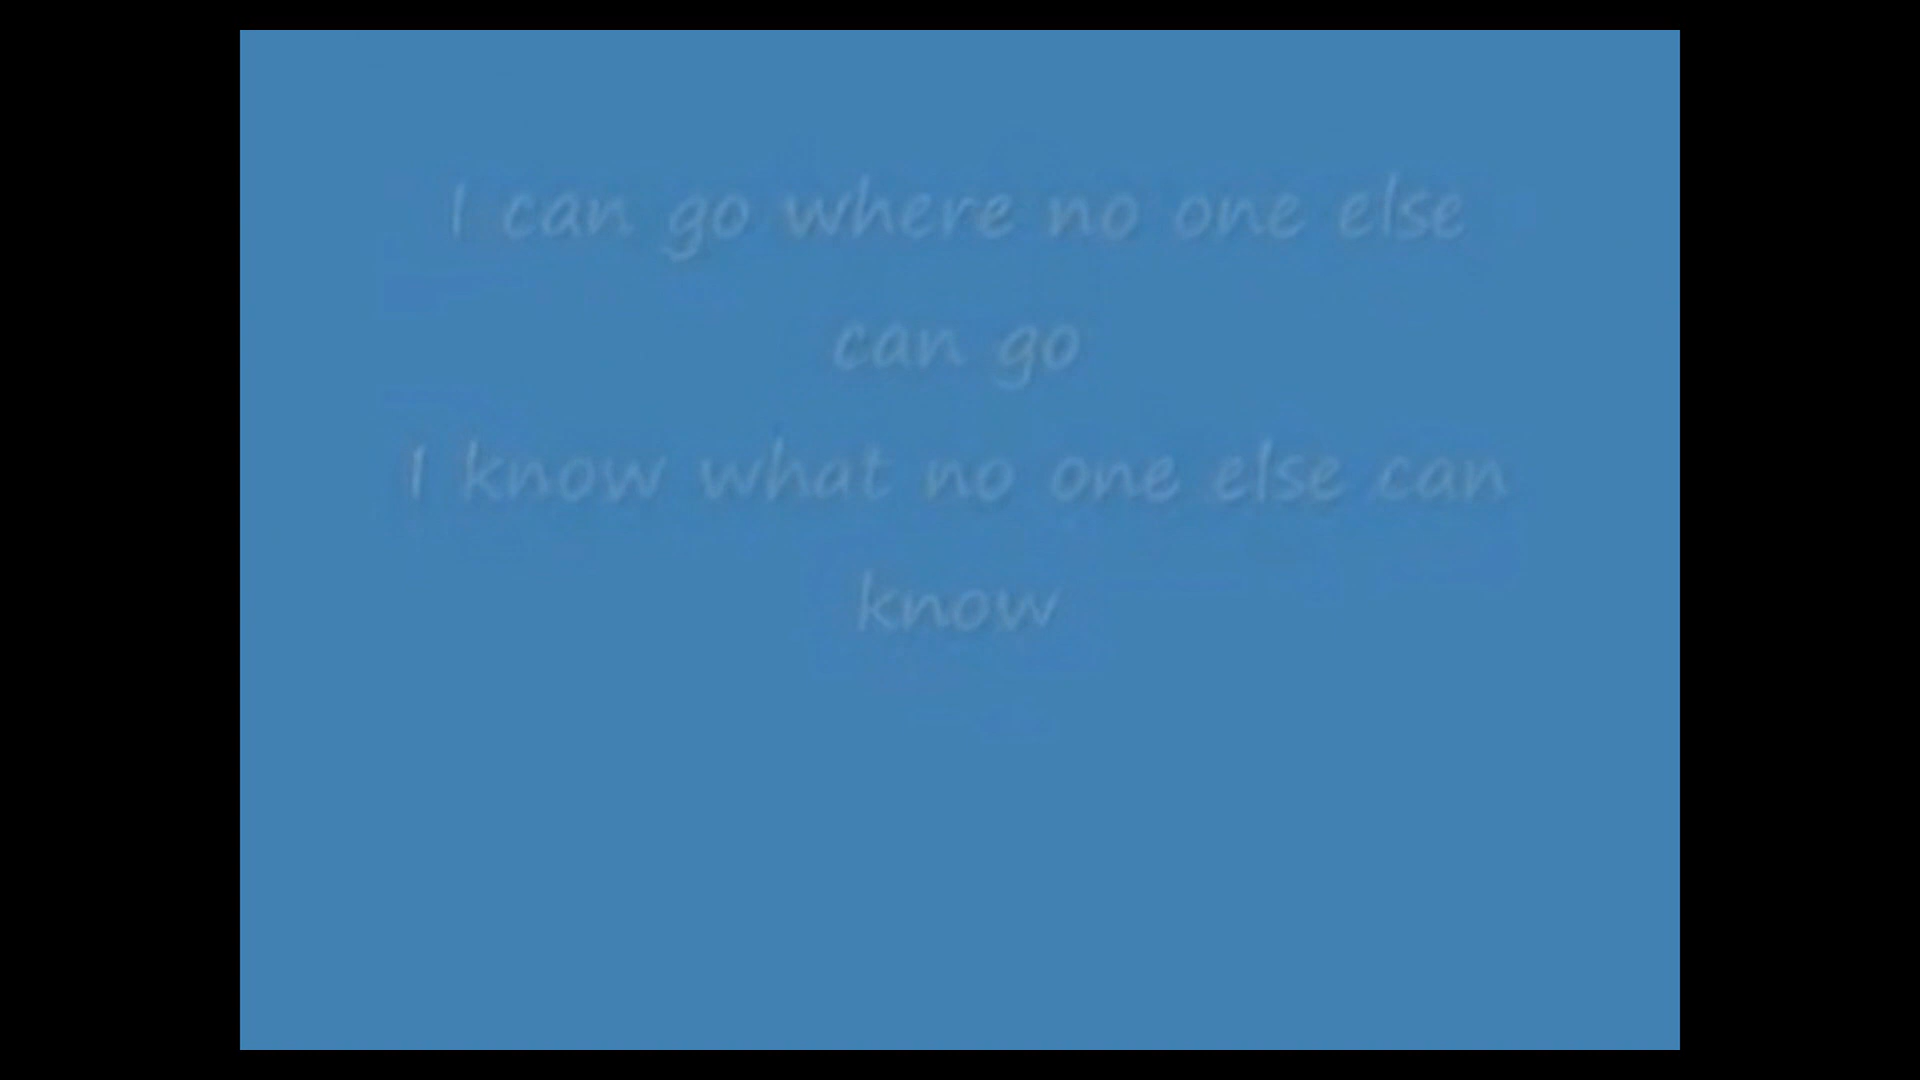 I can go where no one else
can go
I know what no one else can
know